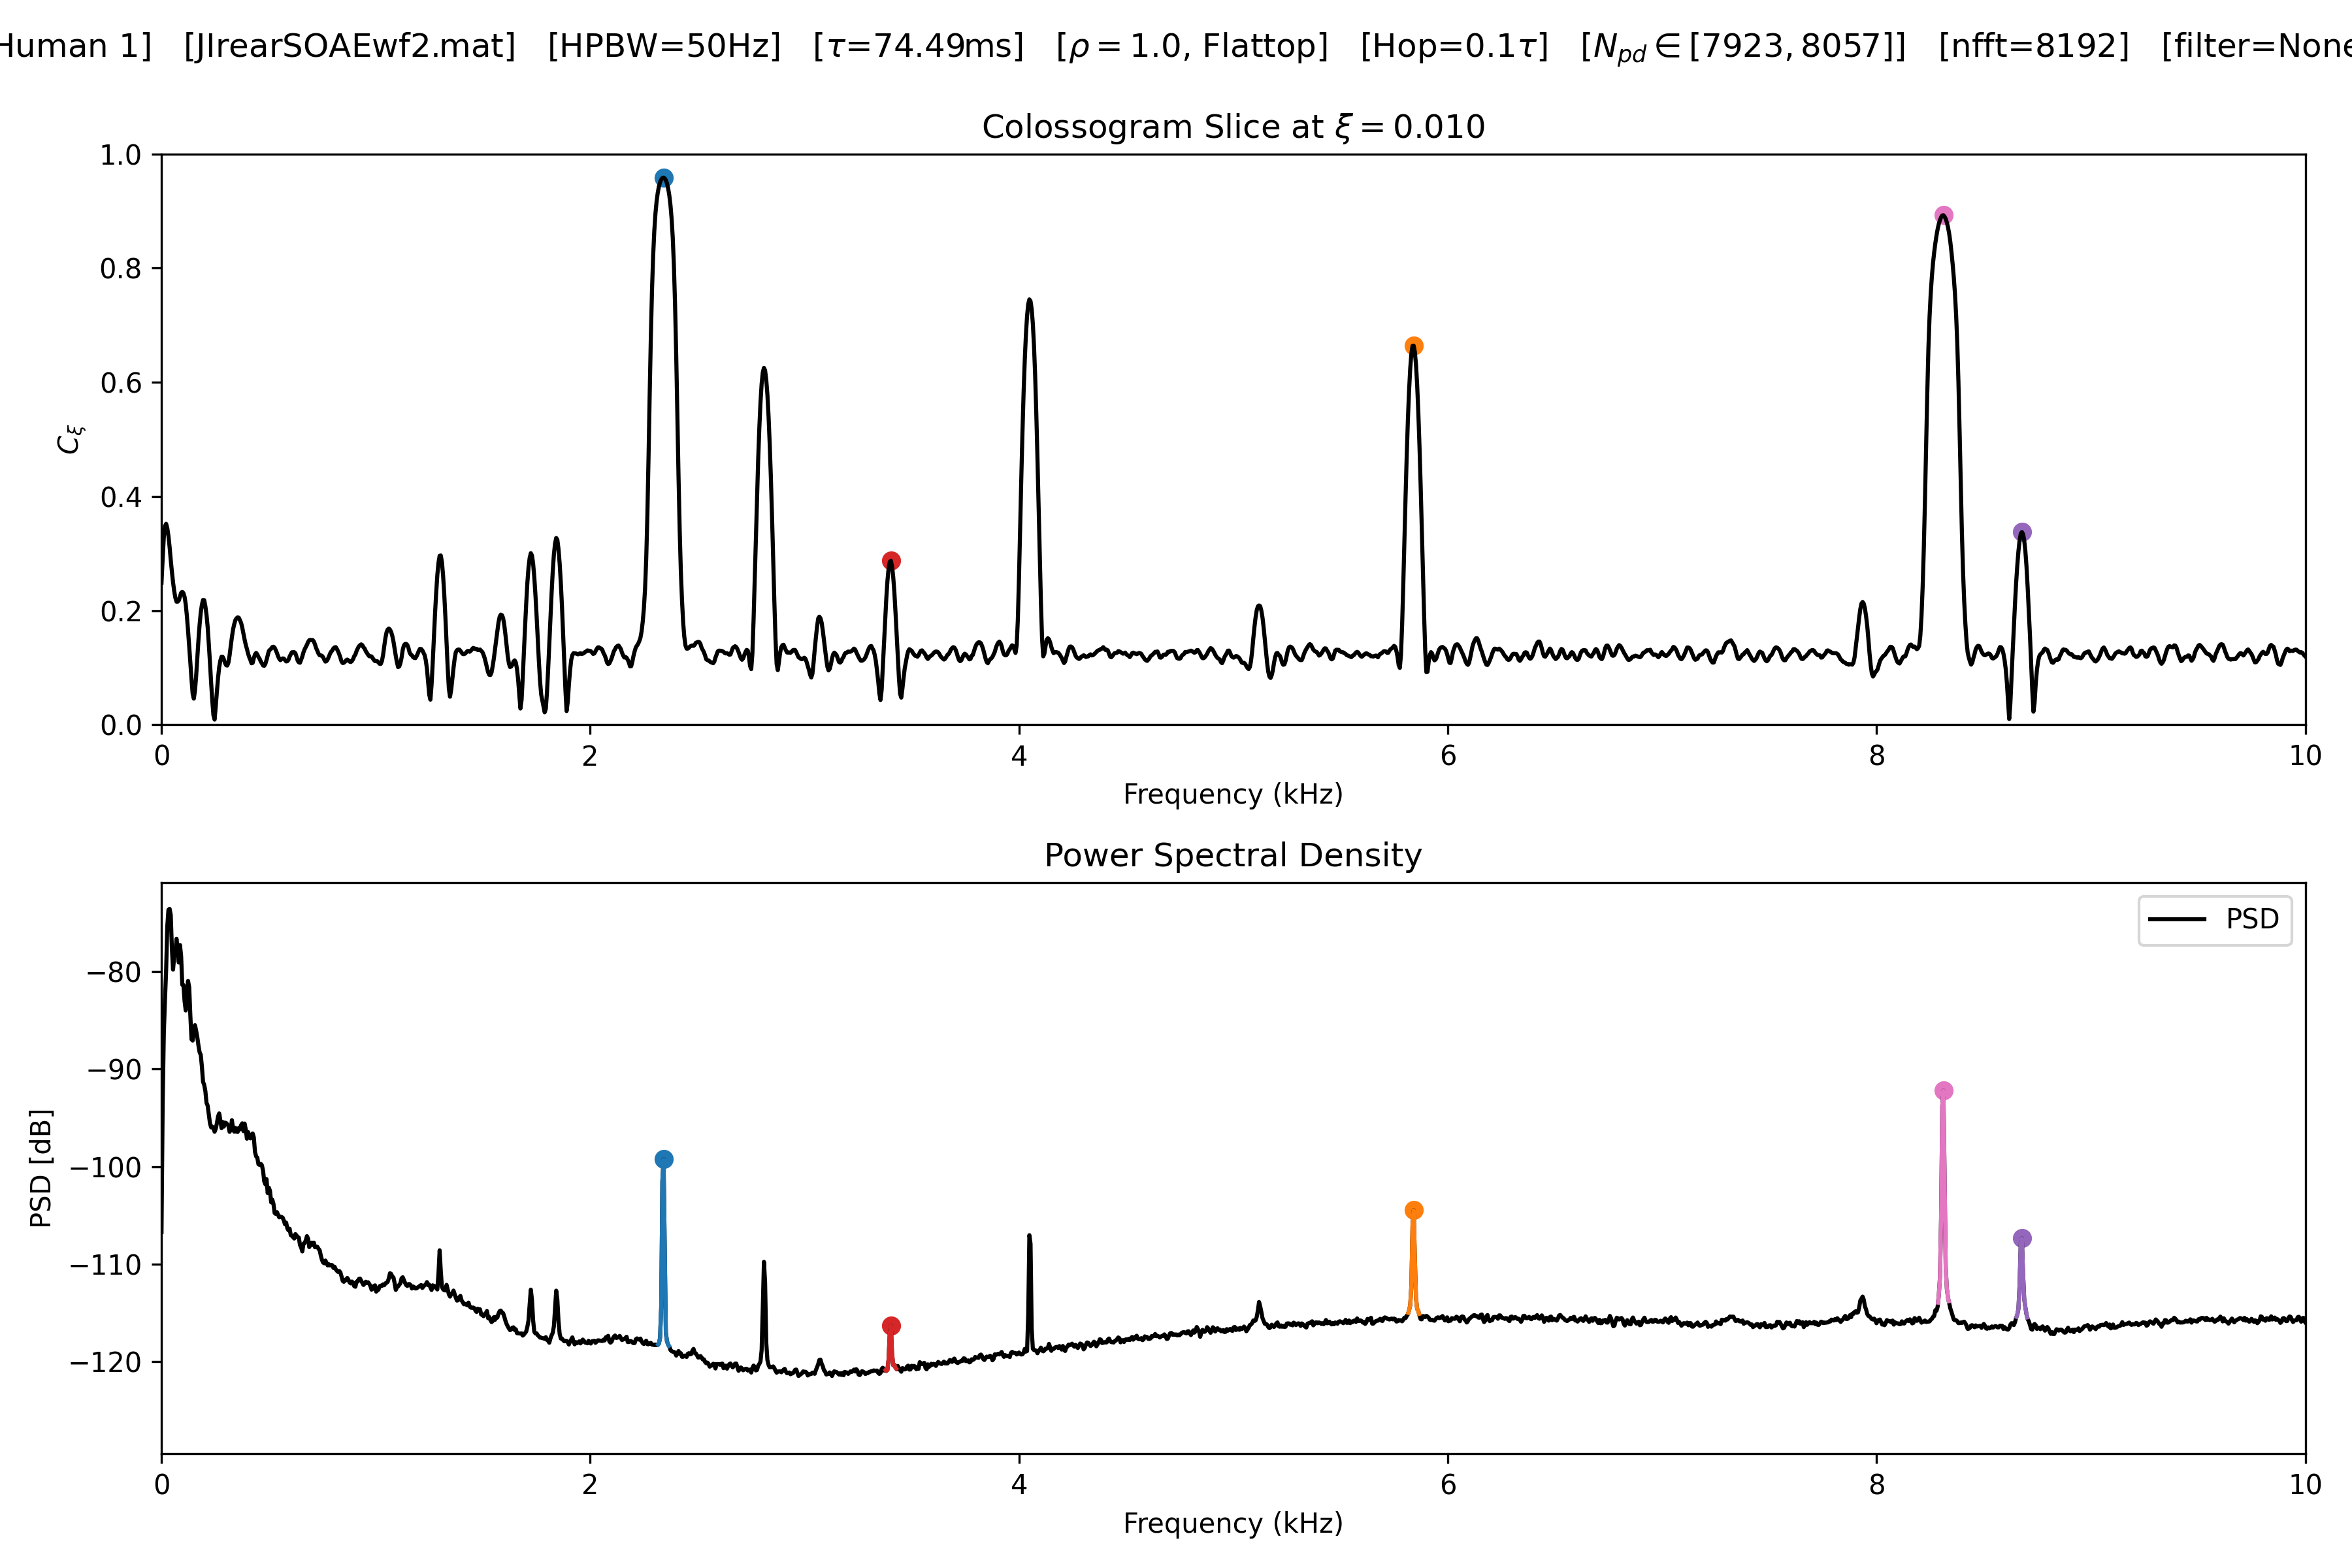 Human 1]   [JIrearSOAEwf2.mat]   [HPBW=50Hz]   [τ=74.49ms]   [ρ = 1.0, Flattop]   [Hop=0.1τ]   [N_pd ∈ [7923, 8057]]   [nfft=8192]   [filter=None
Colossogram Slice at ξ = 0.010
1.0
0.8
0.6
0.4
0.2
0.0
C_ξ
0 2 4 6 8 10
Frequency (kHz)
Power Spectral Density
PSD
−80
−90
−100
−110
−120
PSD [dB]
0 2 4 6 8 10
Frequency (kHz)